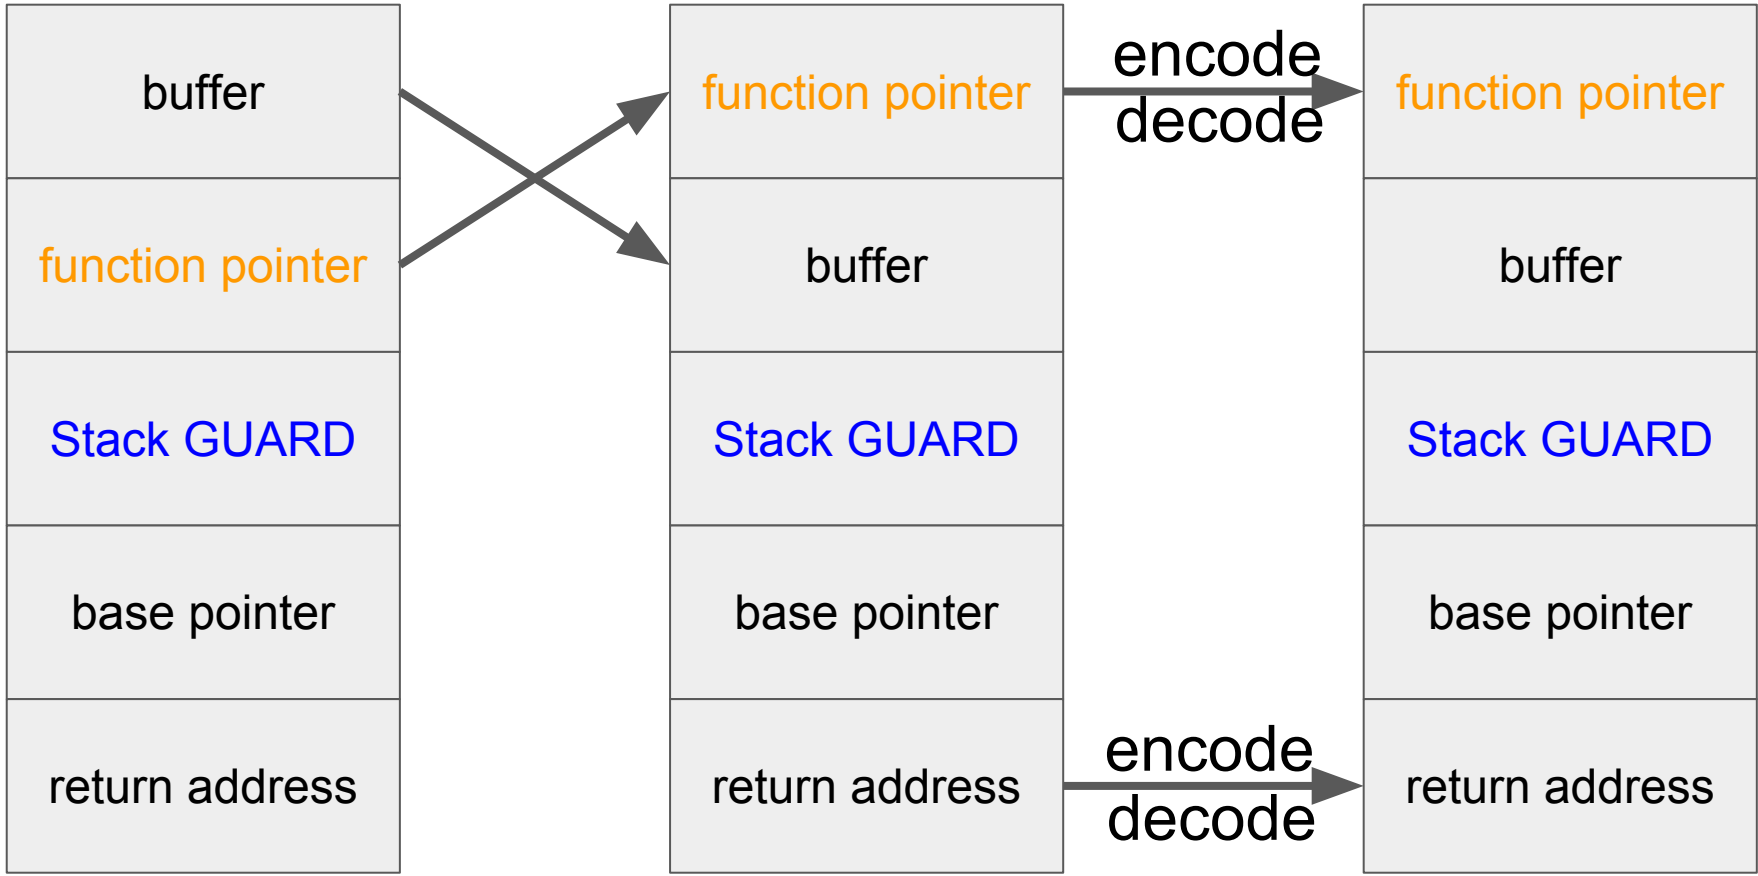 buffer
function pointer
Stack GUARD
base pointer
return address
function pointer
buffer
Stack GUARD
base pointer
return address
encode
decode
encode
decode
function pointer
buffer
Stack GUARD
base pointer
return address